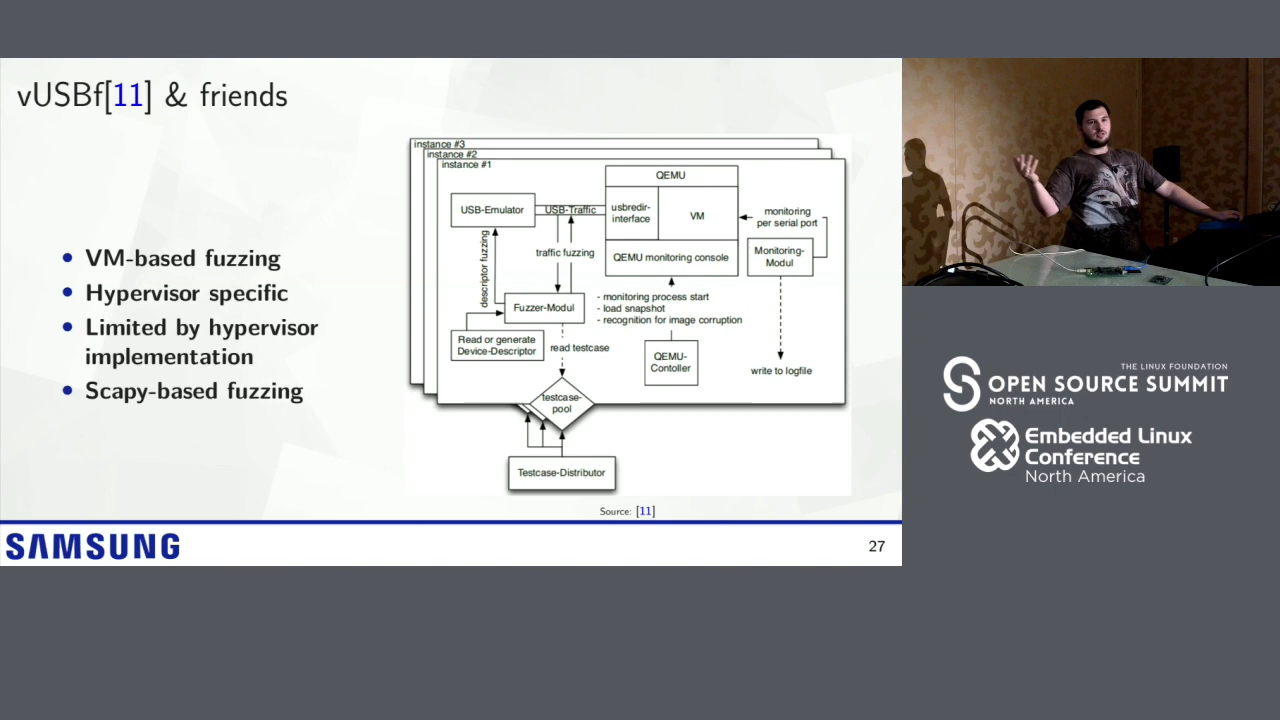 vUSBf[11] & friends
• VM-based fuzzing
• Hypervisor specific
• Limited by hypervisor
implementation
• Scapy-based fuzzing
instance #3
instance #2
instance #1
QEMU
USB-Emulator
USB-Traffic
usbredir-
interface
VM
monitoring
per serial port
descriptor fuzzing
traffic fuzzing
QEMU monitoring console
Monitoring-
Modul
Fuzzer-Modul
- monitoring process start
- load snapshot
- recognition for image corruption
Read or generate
Device-Descriptor
read testcase
QEMU-
Contoller
write to logfile
testcase-
pool
Testcase-Distributor
Source: [11]
SAMSUNG
27
THE LINUX FOUNDATION
OPEN SOURCE SUMMIT
NORTH AMERICA
Embedded Linux
Conference
North America